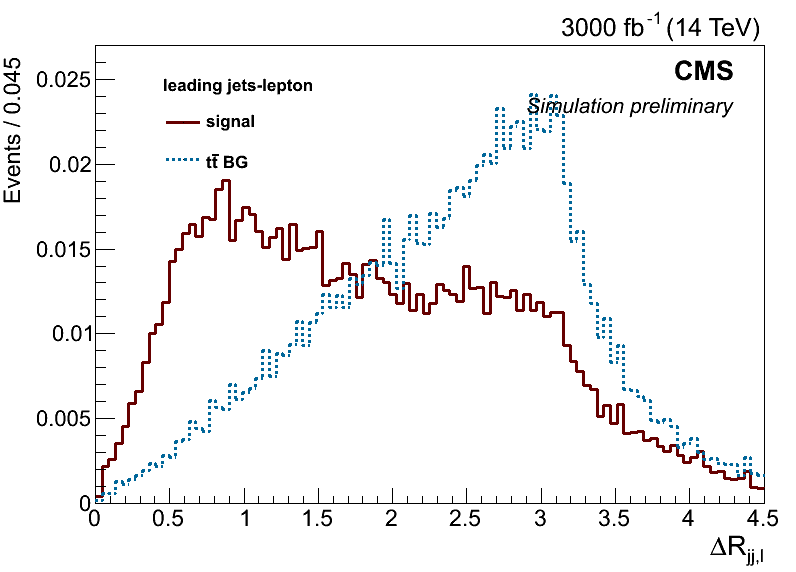 3000 fb⁻¹ (14 TeV)
CMS
Simulation preliminary
leading jets-lepton
signal
tt̄ BG
Events / 0.045
0.025
0.02
0.015
0.01
0.005
0
0 0.5 1 1.5 2 2.5 3 3.5 4 4.5
ΔR_jj,l